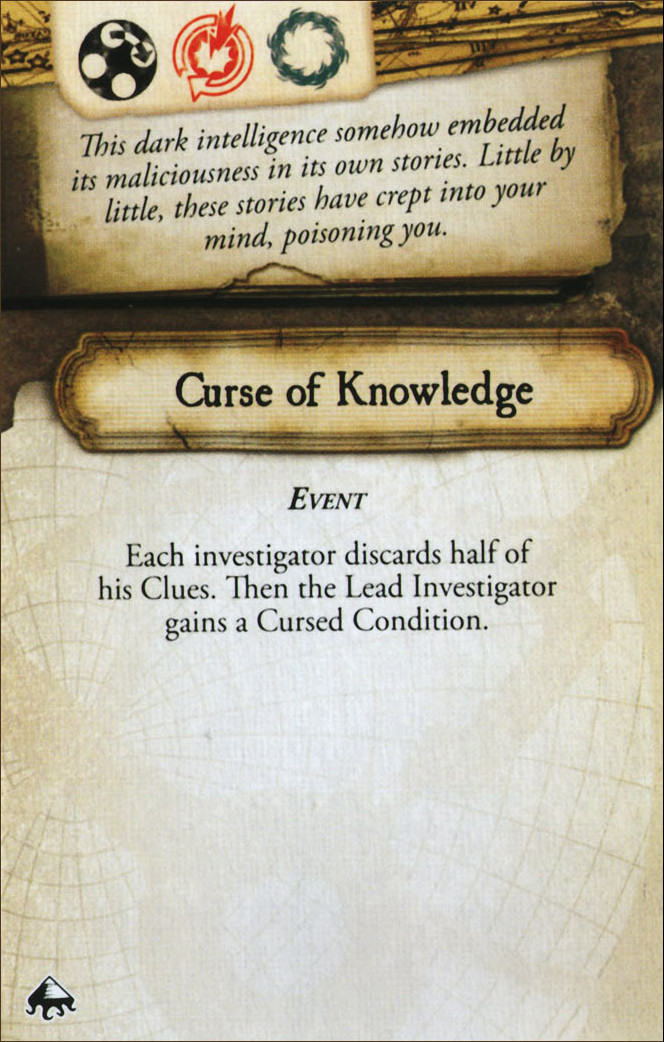 This dark intelligence somehow embedded
its maliciousness in its own stories. Little by
little, these stories have crept into your
mind, poisoning you.
Curse of Knowledge
EVENT
Each investigator discards half of
his Clues. Then the Lead Investigator
gains a Cursed Condition.